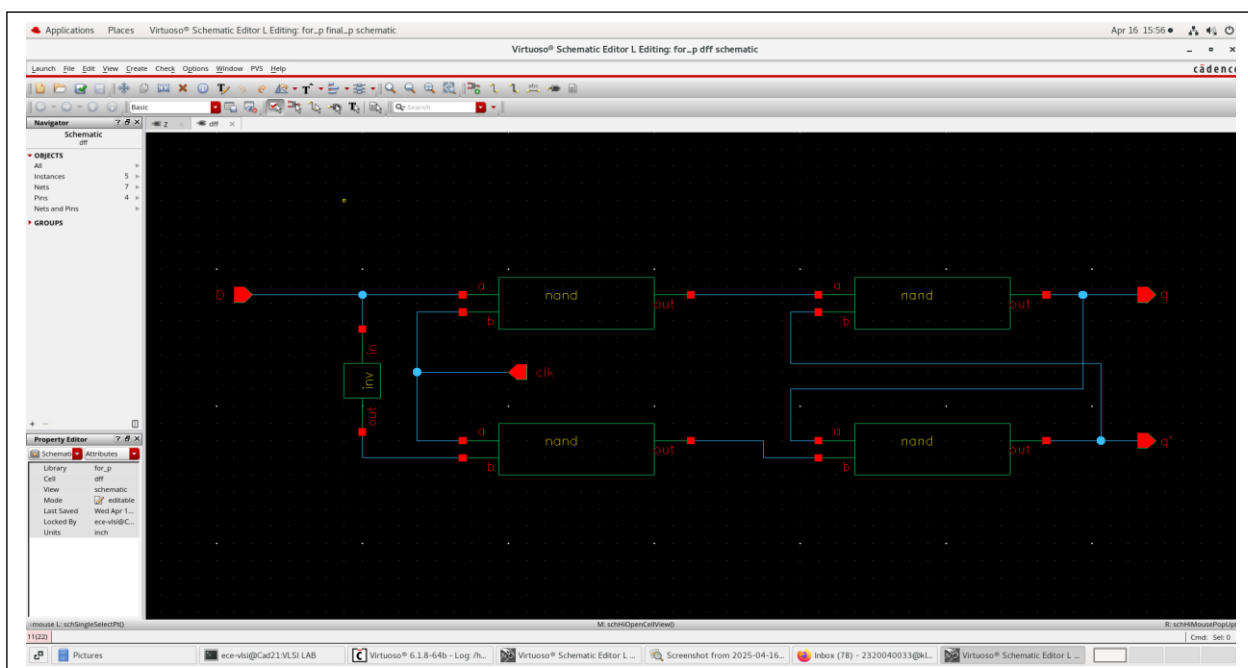 Applications Places Virtuoso® Schematic Editor L Editing: for_p final_p schematic Apr 16 15:56
Virtuoso® Schematic Editor L Editing: for_p dff schematic
Launch File Edit View Create Check Options Window PVS Help cādence
Basic Search
Navigator
z dff
Schematic
dff
OBJECTS
All
Instances 5
Nets 7
Pins 4
Nets and Pins
GROUPS
D a nand out a nand out q
b b
in
inv clk
out
a nand out a nand out q'
b b
Property Editor
Schemati Attributes
Library for_p
Cell dff
View schematic
Mode editable
Last Saved Wed Apr 1...
Locked By ece-vlsi@C...
Units inch
mouse L: schSingleSelectPt() M: schHiOpenCellView() R: schHiMousePopUp(
11(22) Cmd: Sel: 0
Pictures ece-vlsi@Cad21:VLSI LAB Virtuoso® 6.1.8-64b - Log: /h... Virtuoso® Schematic Editor L ... Screenshot from 2025-04-16... Inbox (78) - 2320040033@kl... Virtuoso® Schematic Editor L ...